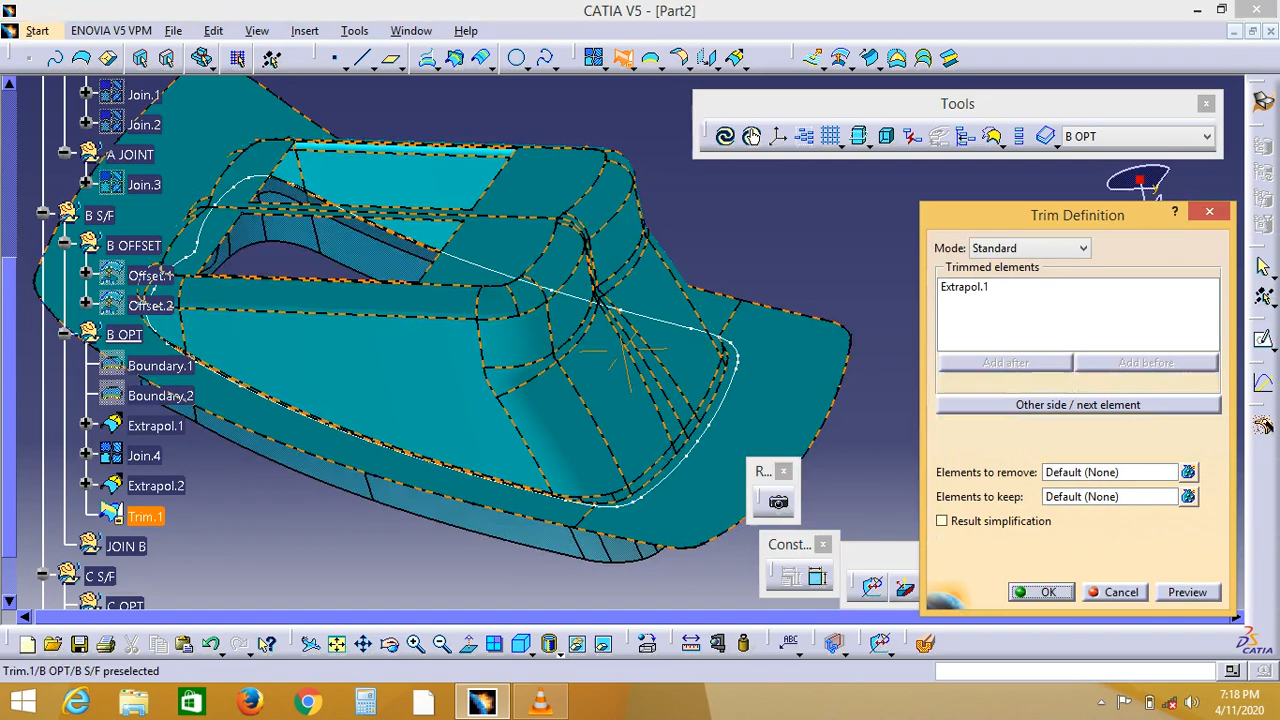 CATIA V5 - [Part2]
Start ENOVIA V5 VPM File Edit View Insert Tools Window Help
Join.1
Join.2
A JOINT
Join.3
B S/F
B OFFSET
Offset.1
Offset.2
B OPT
Boundary.1
Boundary.2
Extrapol.1
Join.4
Extrapol.2
Trim.1
JOIN B
C S/F
C OPT
Tools
B OPT
Trim Definition
Mode: Standard
Trimmed elements
Extrapol.1
Add after Add before
Other side / next element
Elements to remove: Default (None)
Elements to keep: Default (None)
Result simplification
OK Cancel Preview
R...
Const...
ABC
DS CATIA
Trim.1/B OPT/B S/F preselected
7:18 PM
4/11/2020